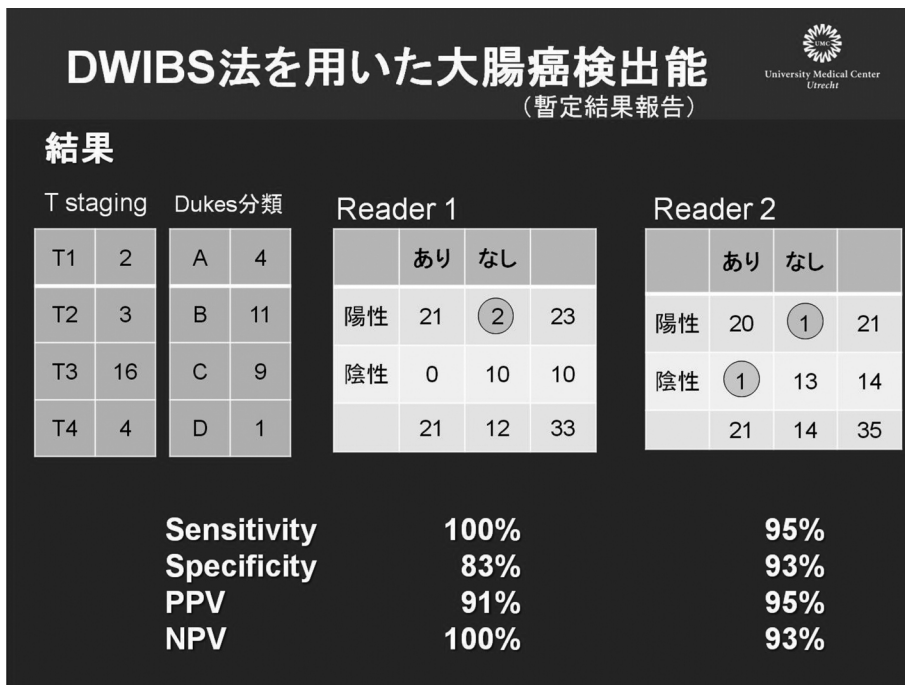 DWIBS法を用いた大腸癌検出能
(暫定結果報告)
UMC
University Medical Center
Utrecht
結果
T staging
T1 2
T2 3
T3 16
T4 4
Dukes分類
A 4
B 11
C 9
D 1
Reader 1
あり なし
陽性 21 2 23
陰性 0 10 10
21 12 33
Reader 2
あり なし
陽性 20 1 21
陰性 1 13 14
21 14 35
Sensitivity 100% 95%
Specificity 83% 93%
PPV 91% 95%
NPV 100% 93%